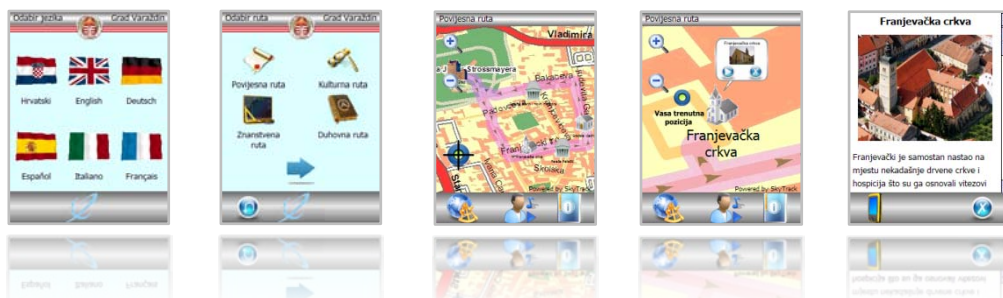 Odabir jezika
Grad Varaždin
Hrvatski
English
Deutsch
Español
Italiano
Français
Odabir ruta
Grad Varaždin
Povijesna ruta
Kulturna ruta
Znanstvena
ruta
Duhovna ruta
Povijesna ruta
Vladimira
Strossmayera
Bakačeva
Padovčeva
Powered by SkyTrack
Povijesna ruta
Franjevačka crkva
Vasa trenutna
pozicija
Franjevačka
crkva
Powered by SkyTrack
Franjevačka crkva
Franjevački je samostan nastao na
mjestu nekadašnje drvene crkve i
hospicija što su ga osnovali vitezovi